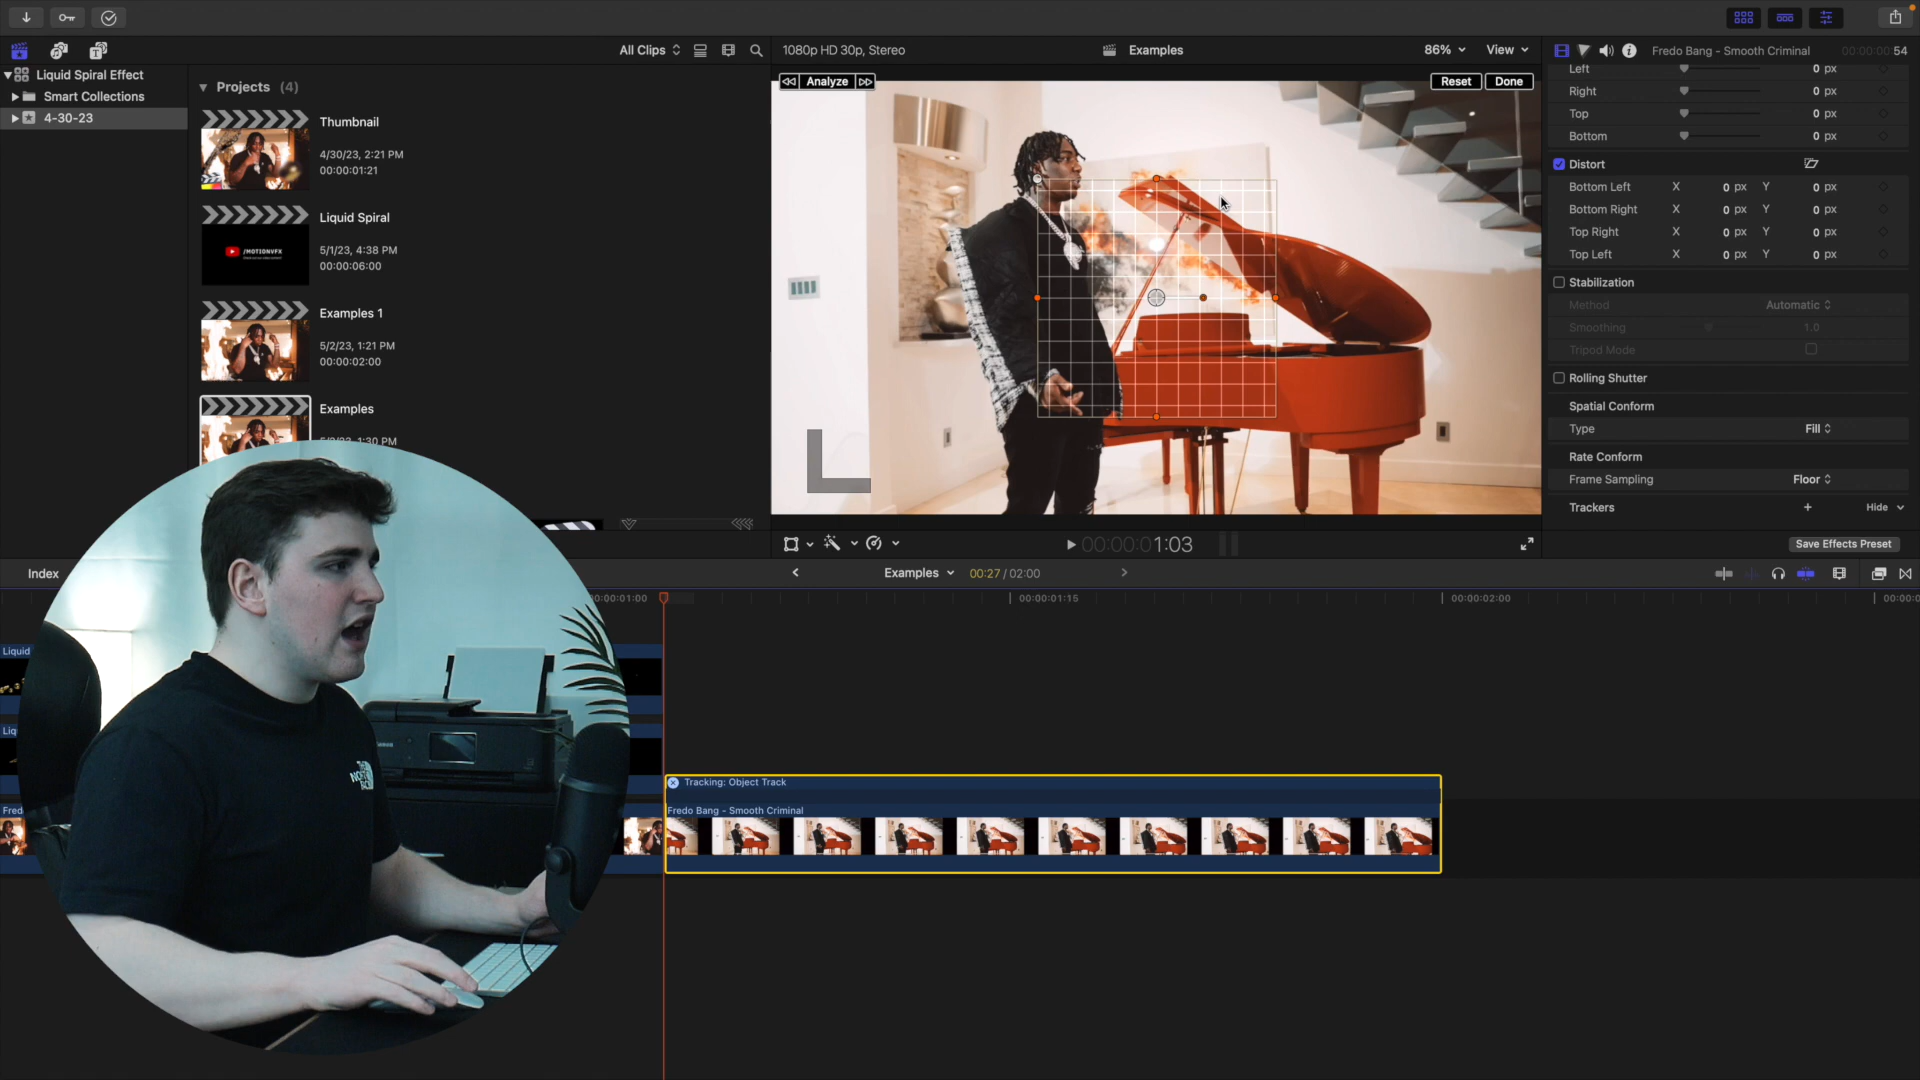 All Clips
1080p HD 30p, Stereo
Examples
86%
View
Fredo Bang - Smooth Criminal
00:00:00:54
Liquid Spiral Effect
Smart Collections
4-30-23
Projects (4)
Thumbnail
4/30/23, 2:21 PM
00:00:01:21
Liquid Spiral
5/1/23, 4:38 PM
00:00:06:00
/MOTIONVFX
Examples 1
5/2/23, 1:21 PM
00:00:02:00
Examples
5/2/23, 1:30 PM
Analyze
Reset
Done
Left 0 px
Right 0 px
Top 0 px
Bottom 0 px
Distort
Bottom Left X 0 px Y 0 px
Bottom Right X 0 px Y 0 px
Top Right X 0 px Y 0 px
Top Left X 0 px Y 0 px
Stabilization
Method Automatic
Smoothing 1.0
Tripod Mode
Rolling Shutter
Spatial Conform
Type Fill
Rate Conform
Frame Sampling Floor
Trackers + Hide
Save Effects Preset
00:00:01:03
Index
Examples
00:27 / 02:00
00:00:01:00
00:00:01:15
00:00:02:00
00:00:0
Liquid
Liq
Fred
Tracking: Object Track
Fredo Bang - Smooth Criminal
THE
NORTH
FACE